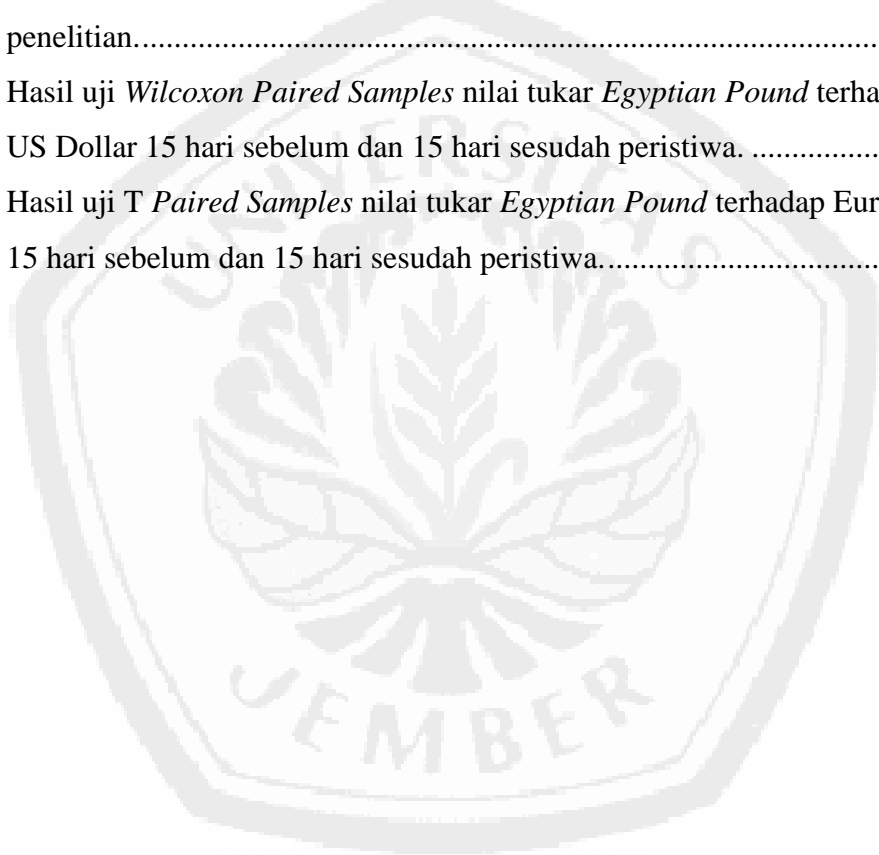 penelitian.............................................................................................
Hasil uji Wilcoxon Paired Samples nilai tukar Egyptian Pound terha
US Dollar 15 hari sebelum dan 15 hari sesudah peristiwa. ................
Hasil uji T Paired Samples nilai tukar Egyptian Pound terhadap Eur
15 hari sebelum dan 15 hari sesudah peristiwa...................................
UNIVERSITAS
JEMBER